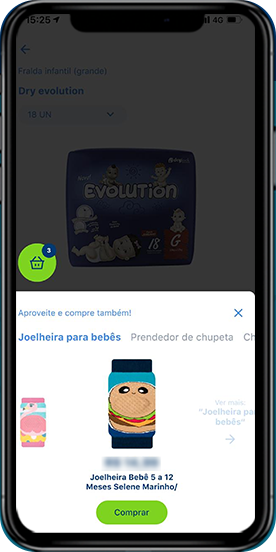 15:25
4G
Fralda infantil (grande)
Dry evolution
18 UN
EVOLUTION
18
G
3
Aproveite e compre também!
Joelheira para bebês Prendedor de chupeta Ch
Ver mais:
"Joelheira para
bebês"
Joelheira Bebê 5 a 12
Meses Selene Marinho/
Comprar